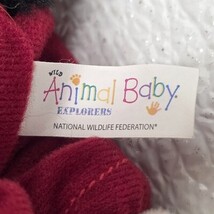 WILD
Animal Baby
EXPLORERS
NATIONAL WILDLIFE FEDERATION®